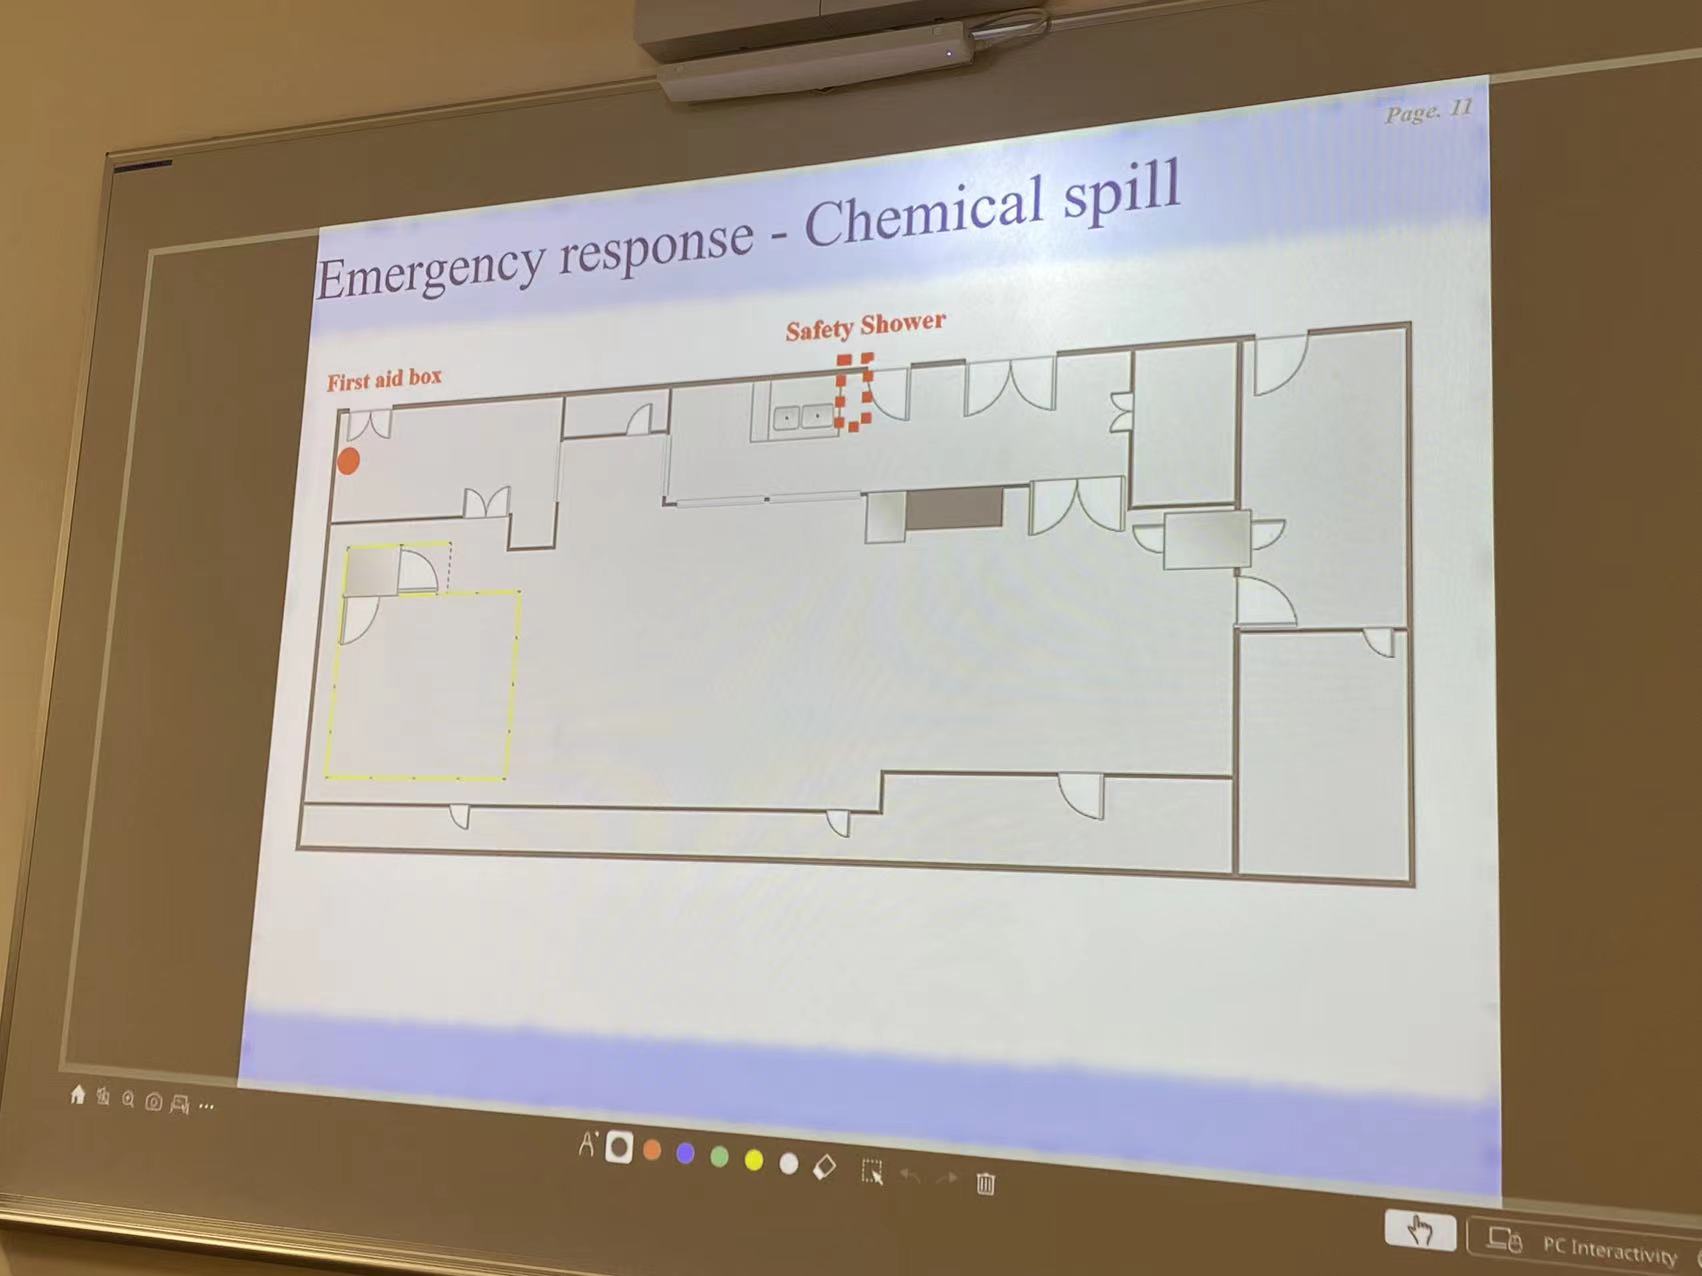 Page. 11
Emergency response - Chemical spill
Safety Shower
First aid box
A
PC Interactivity